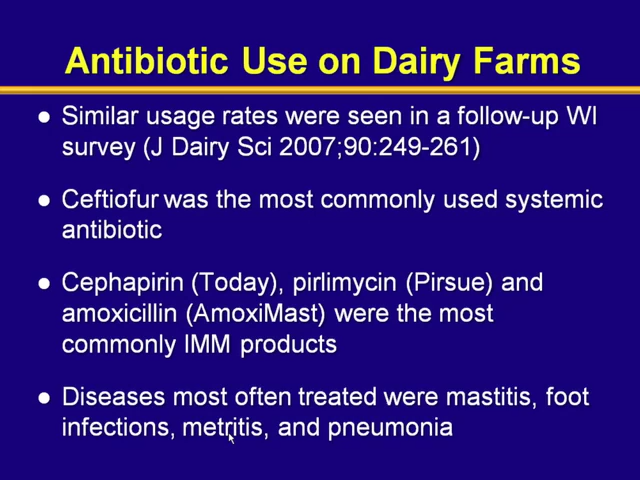 Antibiotic Use on Dairy Farms
● Similar usage rates were seen in a follow-up WI
survey (J Dairy Sci 2007;90:249-261)
● Ceftiofur was the most commonly used systemic
antibiotic
● Cephapirin (Today), pirlimycin (Pirsue) and
amoxicillin (AmoxiMast) were the most
commonly IMM products
● Diseases most often treated were mastitis, foot
infections, metritis, and pneumonia